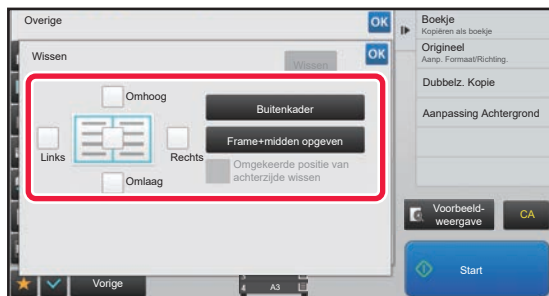 Overige
OK
Wissen
Wissen
OK
Omhoog
Links
Rechts
Omlaag
Buitenkader
Frame+midden opgeven
Omgekeerde positie van
achterzijde wissen
Vorige
4 A3
Boekje
Kopiëren als boekje
Origineel
Aanp. Formaat/Richting.
Dubbelz. Kopie
Aanpassing Achtergrond
Voorbeeld-
weergave
CA
Start